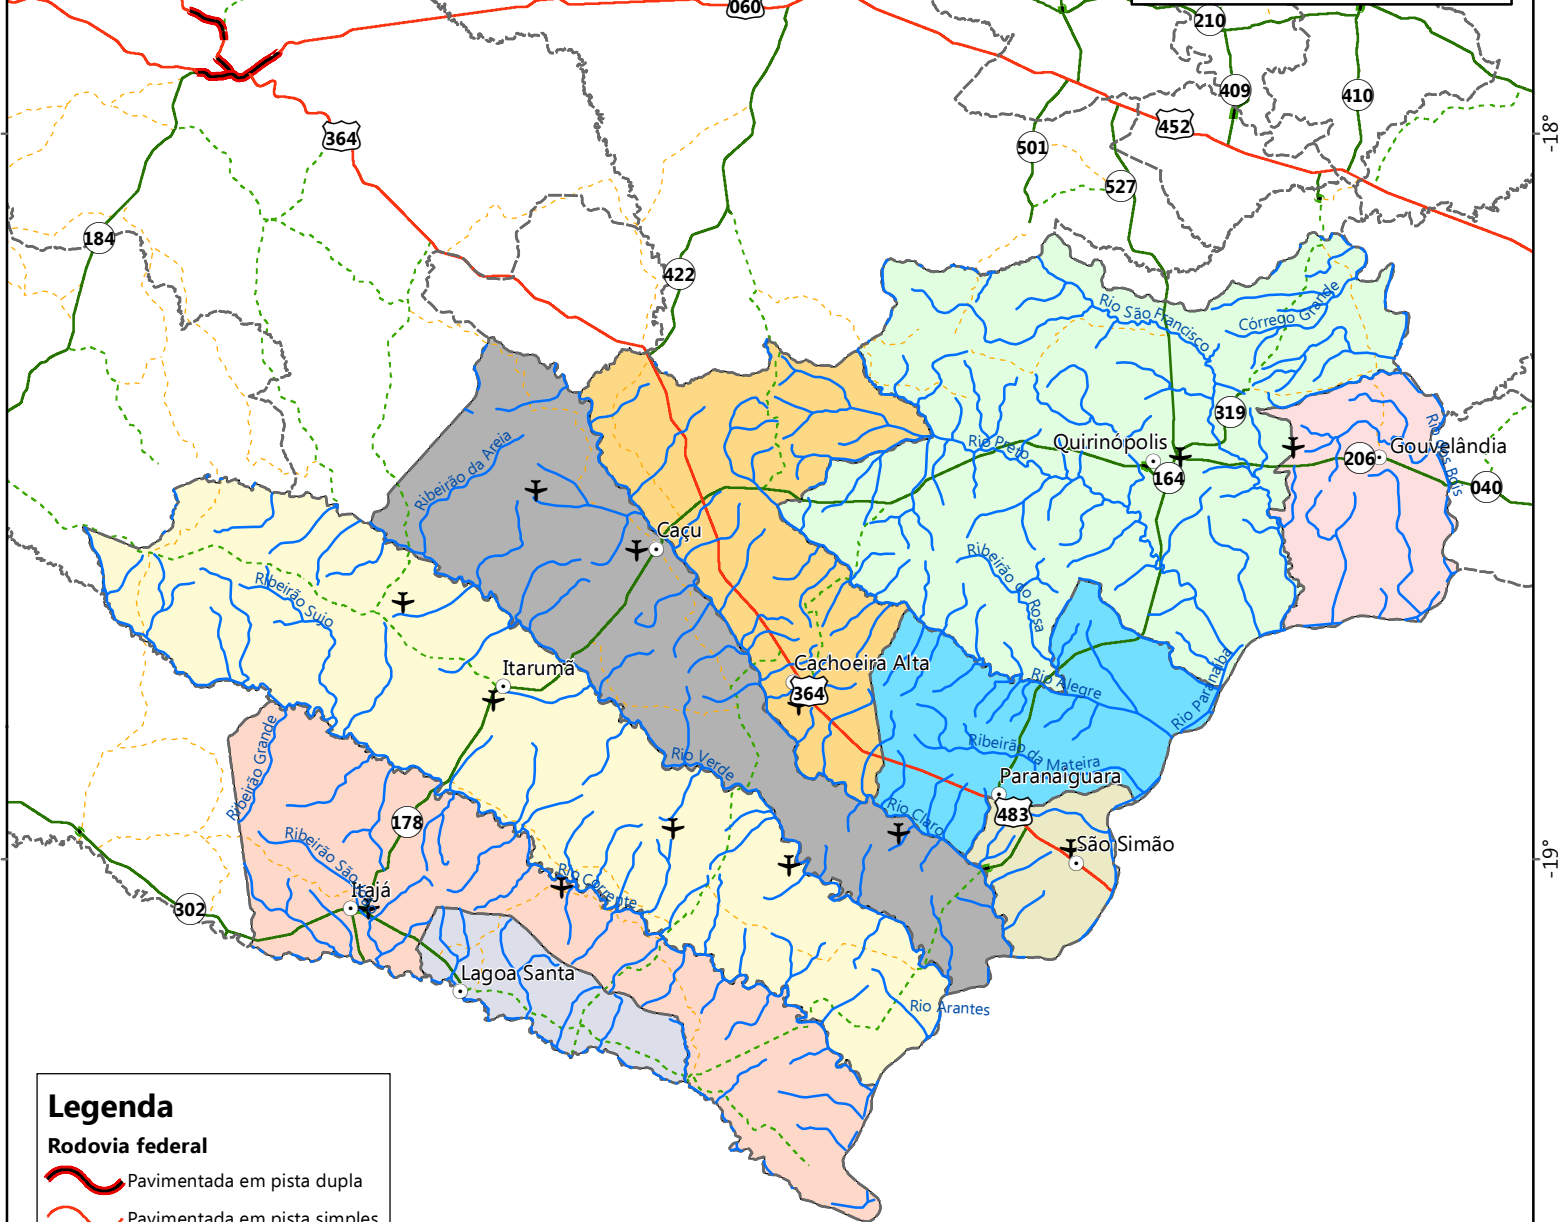 060
210
409
410
364
452
-18°
501
527
184
422
Rio São Francisco
Córrego Grande
319
Ribeirão da Areia
Rio Preto
Quirinópolis
Gouvelândia
206
164
040
Caçu
Ribeirão do Rosa
Ribeirão Sujo
Itarumã
Cachoeira Alta
364
Rio Alegre
Rio Paranaíba
Ribeirão Grande
Rio Verde
Ribeirão da Mateira
Paranaiguara
Rio Claro
483
178
São Simão
-19°
Ribeirão São
Itajá
Rio Corrente
302
Lagoa Santa
Rio Arantes
Legenda
Rodovia federal
Pavimentada em pista dupla
Pavimentada em pista simples